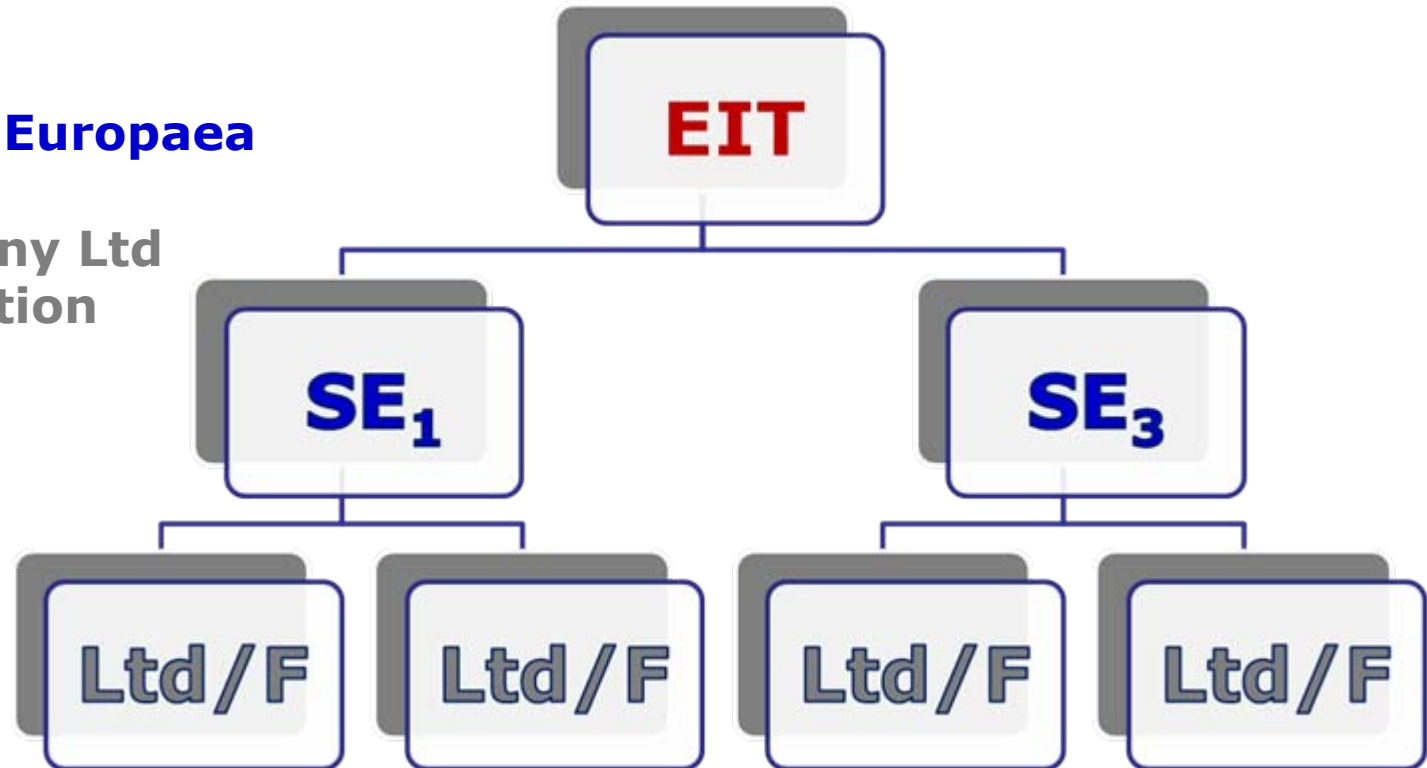 EIT
Europaea
ny Ltd
tion
SE₁
SE₃
Ltd/F
Ltd/F
Ltd/F
Ltd/F